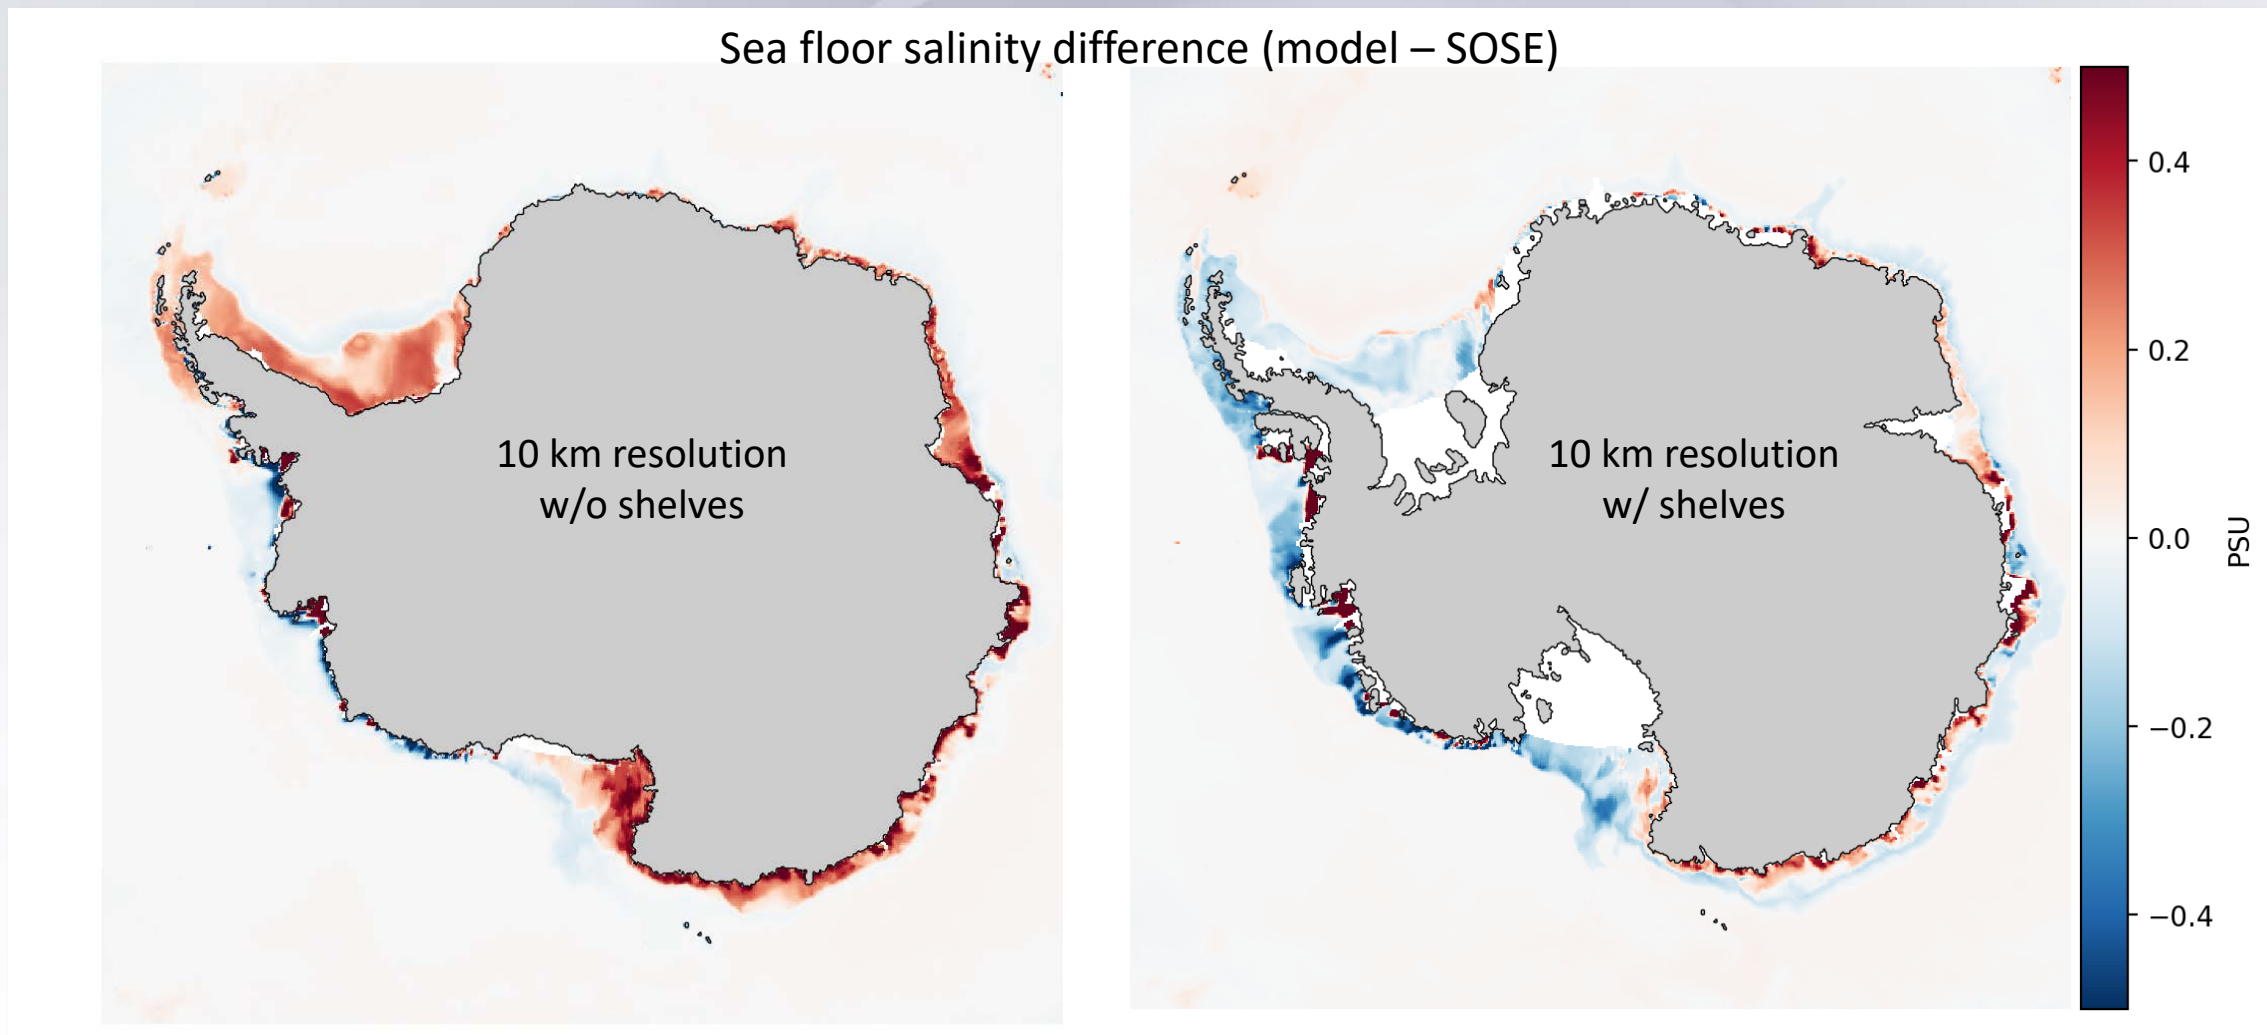 Sea floor salinity difference (model – SOSE)
10 km resolution
w/o shelves
10 km resolution
w/ shelves
0.4
0.2
0.0
−0.2
−0.4
PSU